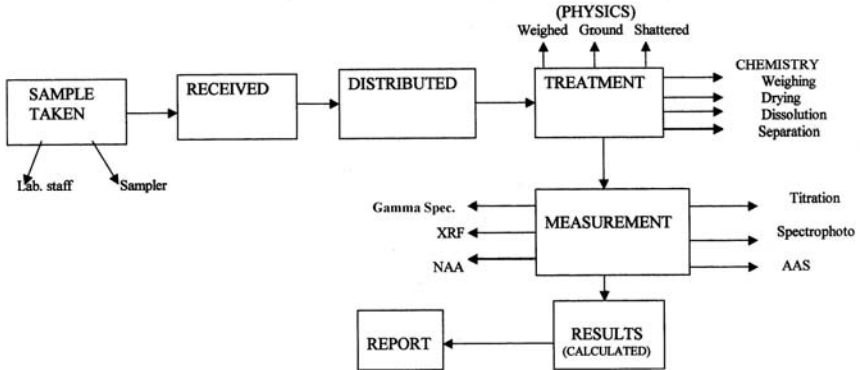 (PHYSICS)
Weighed Ground Shattered
SAMPLE
TAKEN
RECEIVED
DISTRIBUTED
TREATMENT
CHEMISTRY
Weighing
Drying
Dissolution
Separation
Lab. staff
Sampler
Gamma Spec.
XRF
NAA
MEASUREMENT
Titration
Spectrophoto
AAS
REPORT
RESULTS
(CALCULATED)